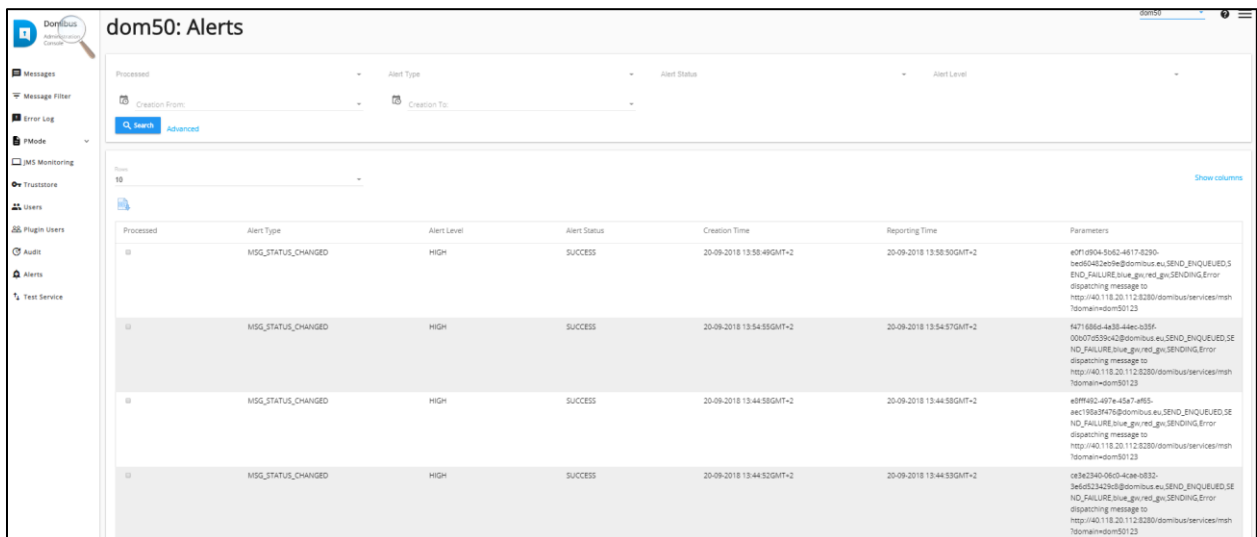 Domibus
Administration
Console
dom50: Alerts
dom50
Messages
Message Filter
Error Log
PMode
JMS Monitoring
Truststore
Users
Plugin Users
Audit
Alerts
Test Service
Processed
Alert Type
Alert Status
Alert Level
Creation From:
Creation To:
Search
Advanced
Rows
10
Show columns
Processed Alert Type Alert Level Alert Status Creation Time Reporting Time Parameters
MSG_STATUS_CHANGED HIGH SUCCESS 20-09-2018 13:58:49GMT+2 20-09-2018 13:58:50GMT+2 e0f1d904-5b62-4617-8290-
bed60482eb9e@domibus.eu,SEND_ENQUEUED,S
END_FAILURE,blue_gw,red_gw,SENDING,Error
dispatching message to
http://40.118.20.112:8280/domibus/services/msh
?domain=dom50123
MSG_STATUS_CHANGED HIGH SUCCESS 20-09-2018 13:54:55GMT+2 20-09-2018 13:54:57GMT+2 f471686d-4a38-44ec-b35f-
00b07d539c42@domibus.eu,SEND_ENQUEUED,SE
ND_FAILURE,blue_gw,red_gw,SENDING,Error
dispatching message to
http://40.118.20.112:8280/domibus/services/msh
?domain=dom50123
MSG_STATUS_CHANGED HIGH SUCCESS 20-09-2018 13:44:58GMT+2 20-09-2018 13:44:58GMT+2 e8fff492-497e-45a7-af65-
aec198a3f476@domibus.eu,SEND_ENQUEUED,SE
ND_FAILURE,blue_gw,red_gw,SENDING,Error
dispatching message to
http://40.118.20.112:8280/domibus/services/msh
?domain=dom50123
MSG_STATUS_CHANGED HIGH SUCCESS 20-09-2018 13:44:52GMT+2 20-09-2018 13:44:53GMT+2 ce3e2340-06c0-4cae-b832-
3e6d523429c8@domibus.eu,SEND_ENQUEUED,SE
ND_FAILURE,blue_gw,red_gw,SENDING,Error
dispatching message to
http://40.118.20.112:8280/domibus/services/msh
?domain=dom50123